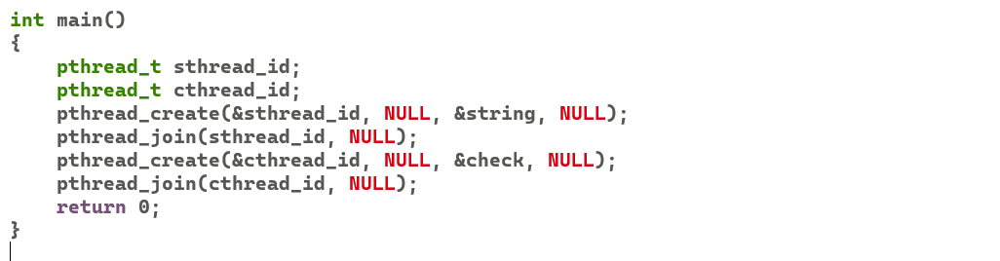 int main()
{
    pthread_t sthread_id;
    pthread_t cthread_id;
    pthread_create(&sthread_id, NULL, &string, NULL);
    pthread_join(sthread_id, NULL);
    pthread_create(&cthread_id, NULL, &check, NULL);
    pthread_join(cthread_id, NULL);
    return 0;
}